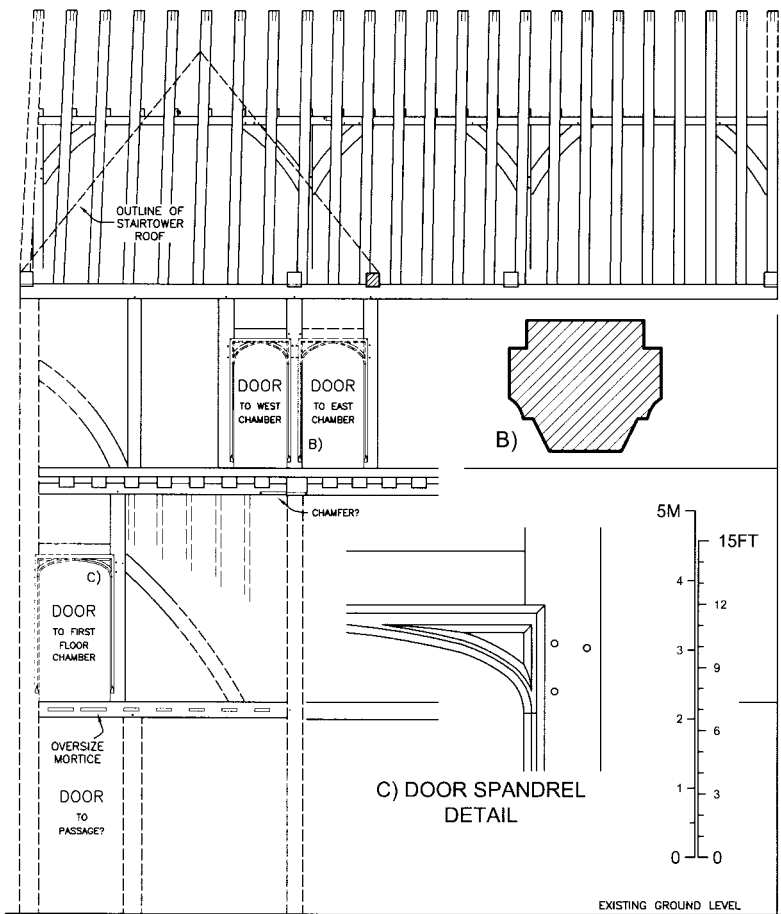 OUTLINE OF
STAIRTOWER
ROOF
DOOR
TO WEST
CHAMBER
DOOR
TO EAST
CHAMBER
B)
B)
CHAMFER?
5M
15FT
4
12
3
9
2
6
1
3
0
0
C)
DOOR
TO FIRST
FLOOR
CHAMBER
OVERSIZE
MORTICE
DOOR
TO
PASSAGE?
C) DOOR SPANDREL
DETAIL
EXISTING GROUND LEVEL